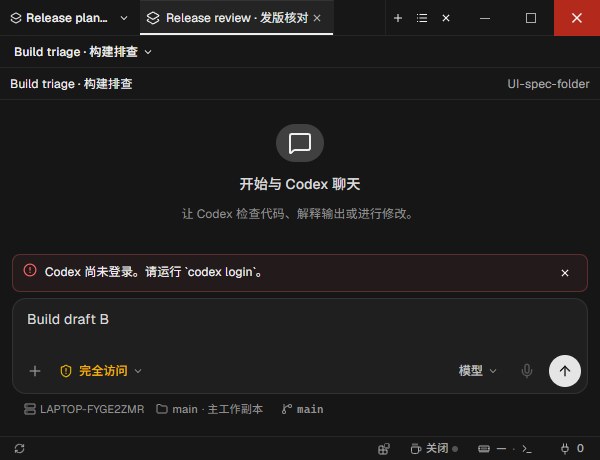 Release plan...
Release review · 发版核对
Build triage · 构建排查
Build triage · 构建排查
UI-spec-folder
开始与 Codex 聊天
让 Codex 检查代码、解释输出或进行修改。
Codex 尚未登录。请运行 `codex login`。
Build draft B
完全访问
模型
LAPTOP-FYGE2ZMR
main · 主工作副本
main
关闭
0